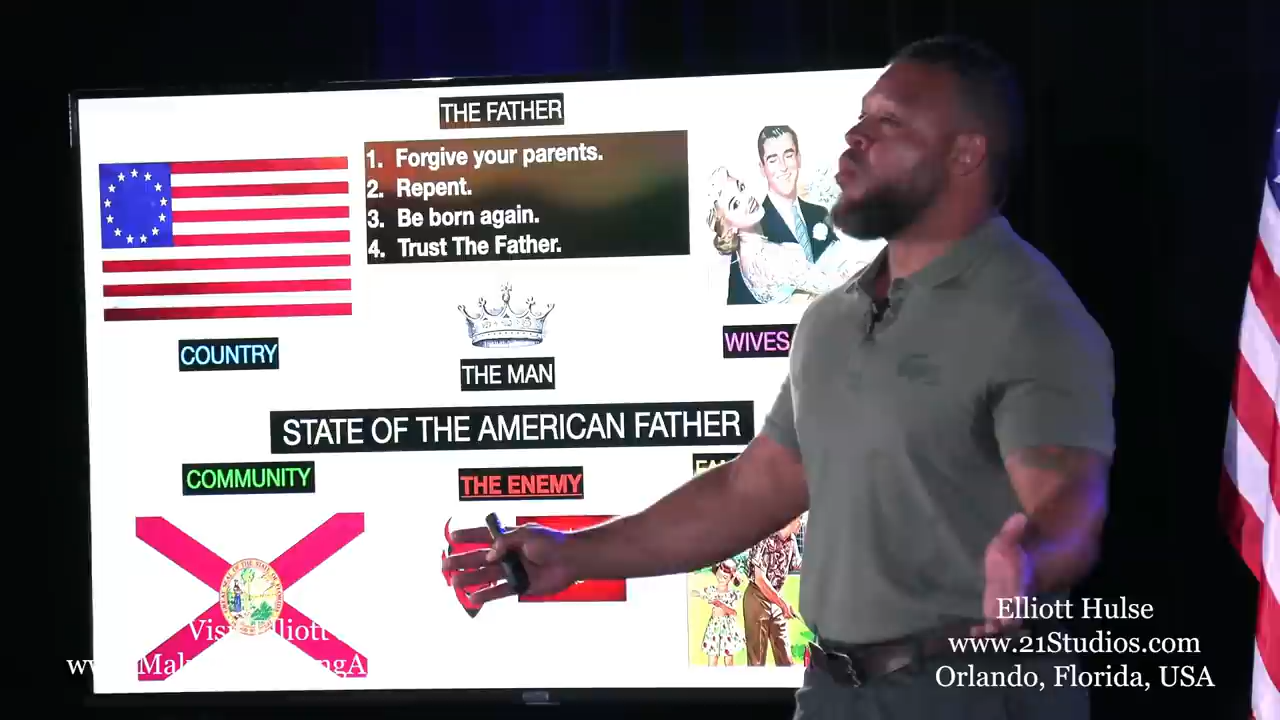 THE FATHER
1. Forgive your parents.
2. Repent.
3. Be born again.
4. Trust The Father.
COUNTRY
THE MAN
WIVES
STATE OF THE AMERICAN FATHER
COMMUNITY
THE ENEMY
Elliott Hulse
www.21Studios.com
Orlando, Florida, USA